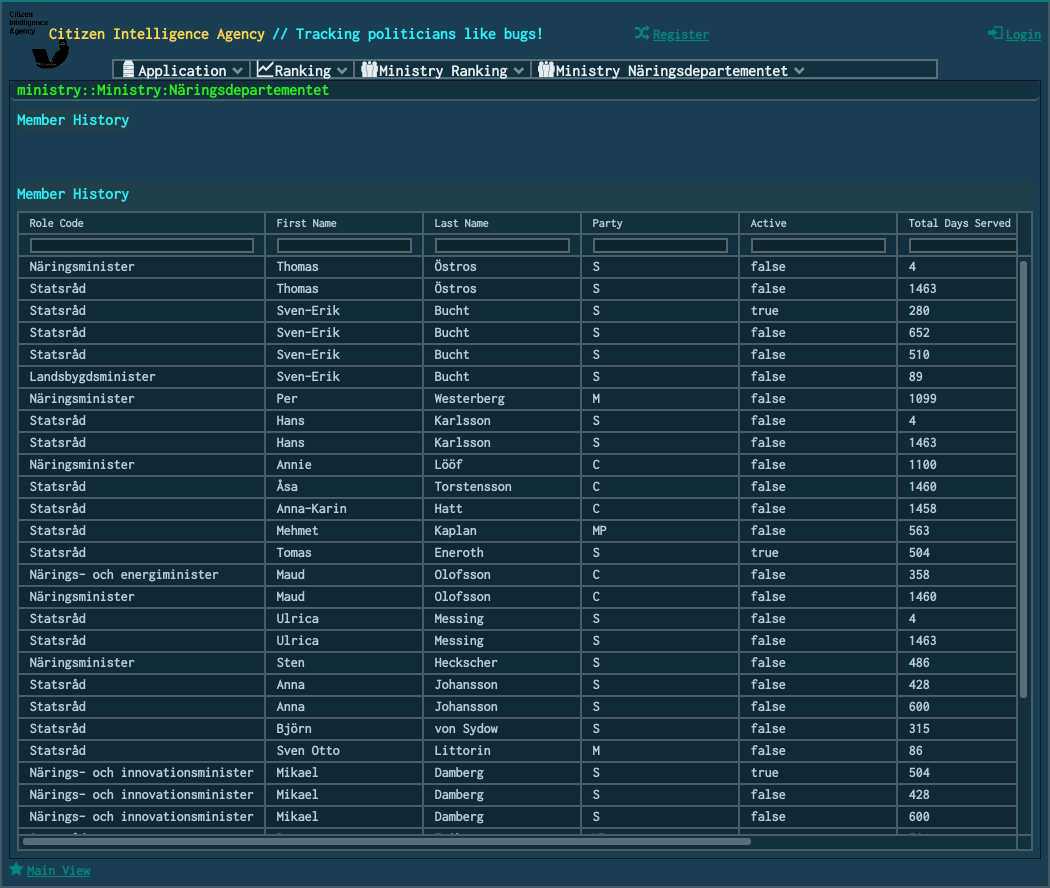 Citizen
Intelligence
Agency
Citizen Intelligence Agency // Tracking politicians like bugs!
Register
Login
Application
Ranking
Ministry Ranking
Ministry Näringsdepartementet
ministry::Ministry:Näringsdepartementet
Member History
Member History
Role Code First Name Last Name Party Active Total Days Served
Näringsminister Thomas Östros S false 4
Statsråd Thomas Östros S false 1463
Statsråd Sven-Erik Bucht S true 280
Statsråd Sven-Erik Bucht S false 652
Statsråd Sven-Erik Bucht S false 510
Landsbygdsminister Sven-Erik Bucht S false 89
Näringsminister Per Westerberg M false 1099
Statsråd Hans Karlsson S false 4
Statsråd Hans Karlsson S false 1463
Näringsminister Annie Lööf C false 1100
Statsråd Åsa Torstensson C false 1460
Statsråd Anna-Karin Hatt C false 1458
Statsråd Mehmet Kaplan MP false 563
Statsråd Tomas Eneroth S true 504
Närings- och energiminister Maud Olofsson C false 358
Näringsminister Maud Olofsson C false 1460
Statsråd Ulrica Messing S false 4
Statsråd Ulrica Messing S false 1463
Näringsminister Sten Heckscher S false 486
Statsråd Anna Johansson S false 428
Statsråd Anna Johansson S false 600
Statsråd Björn von Sydow S false 315
Statsråd Sven Otto Littorin M false 86
Närings- och innovationsminister Mikael Damberg S true 504
Närings- och innovationsminister Mikael Damberg S false 428
Närings- och innovationsminister Mikael Damberg S false 600
Main View